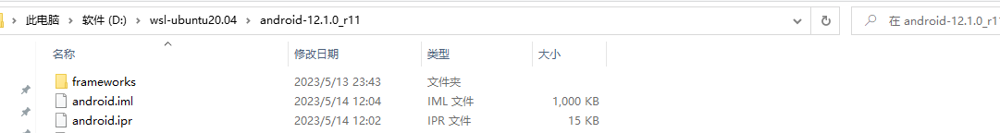 此电脑 > 软件 (D:) > wsl-ubuntu20.04 > android-12.1.0_r11 在 android-12.1.0_r11
名称 修改日期 类型 大小
frameworks 2023/5/13 23:43 文件夹
android.iml 2023/5/14 12:04 IML 文件 1,000 KB
android.ipr 2023/5/14 12:02 IPR 文件 15 KB